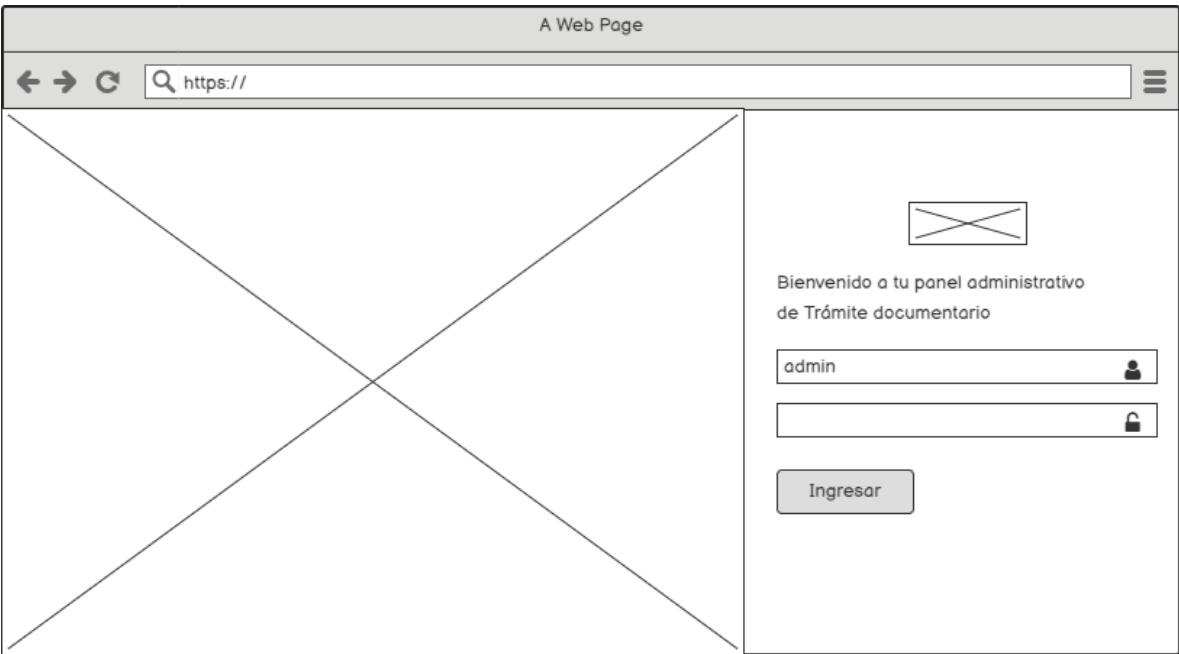 A Web Page
https://
Bienvenido a tu panel administrativo
de Trámite documentario
admin
Ingresar